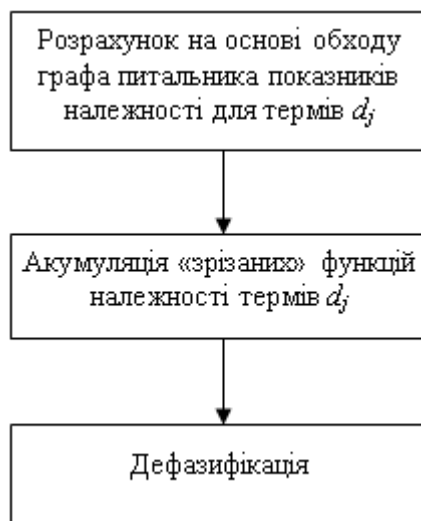 Розрахунок на основі обходу
графа питальника показників
належності для термів dj
Акумуляція «зрізаних» функцій
належності термів dj
Дефазифікація